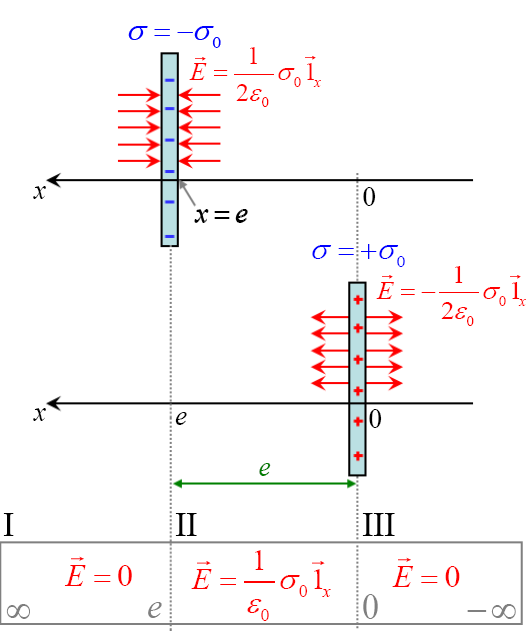 σ = −σ₀
E⃗ = 1/(2ε₀) σ₀ 1⃗ₓ
− − − − − − −
x
0
x = e
σ = +σ₀
E⃗ = − 1/(2ε₀) σ₀ 1⃗ₓ
+ + + + + + +
x
e
0
e
I II III
E⃗ = 0 E⃗ = 1/ε₀ σ₀ 1⃗ₓ E⃗ = 0
∞ e 0 −∞